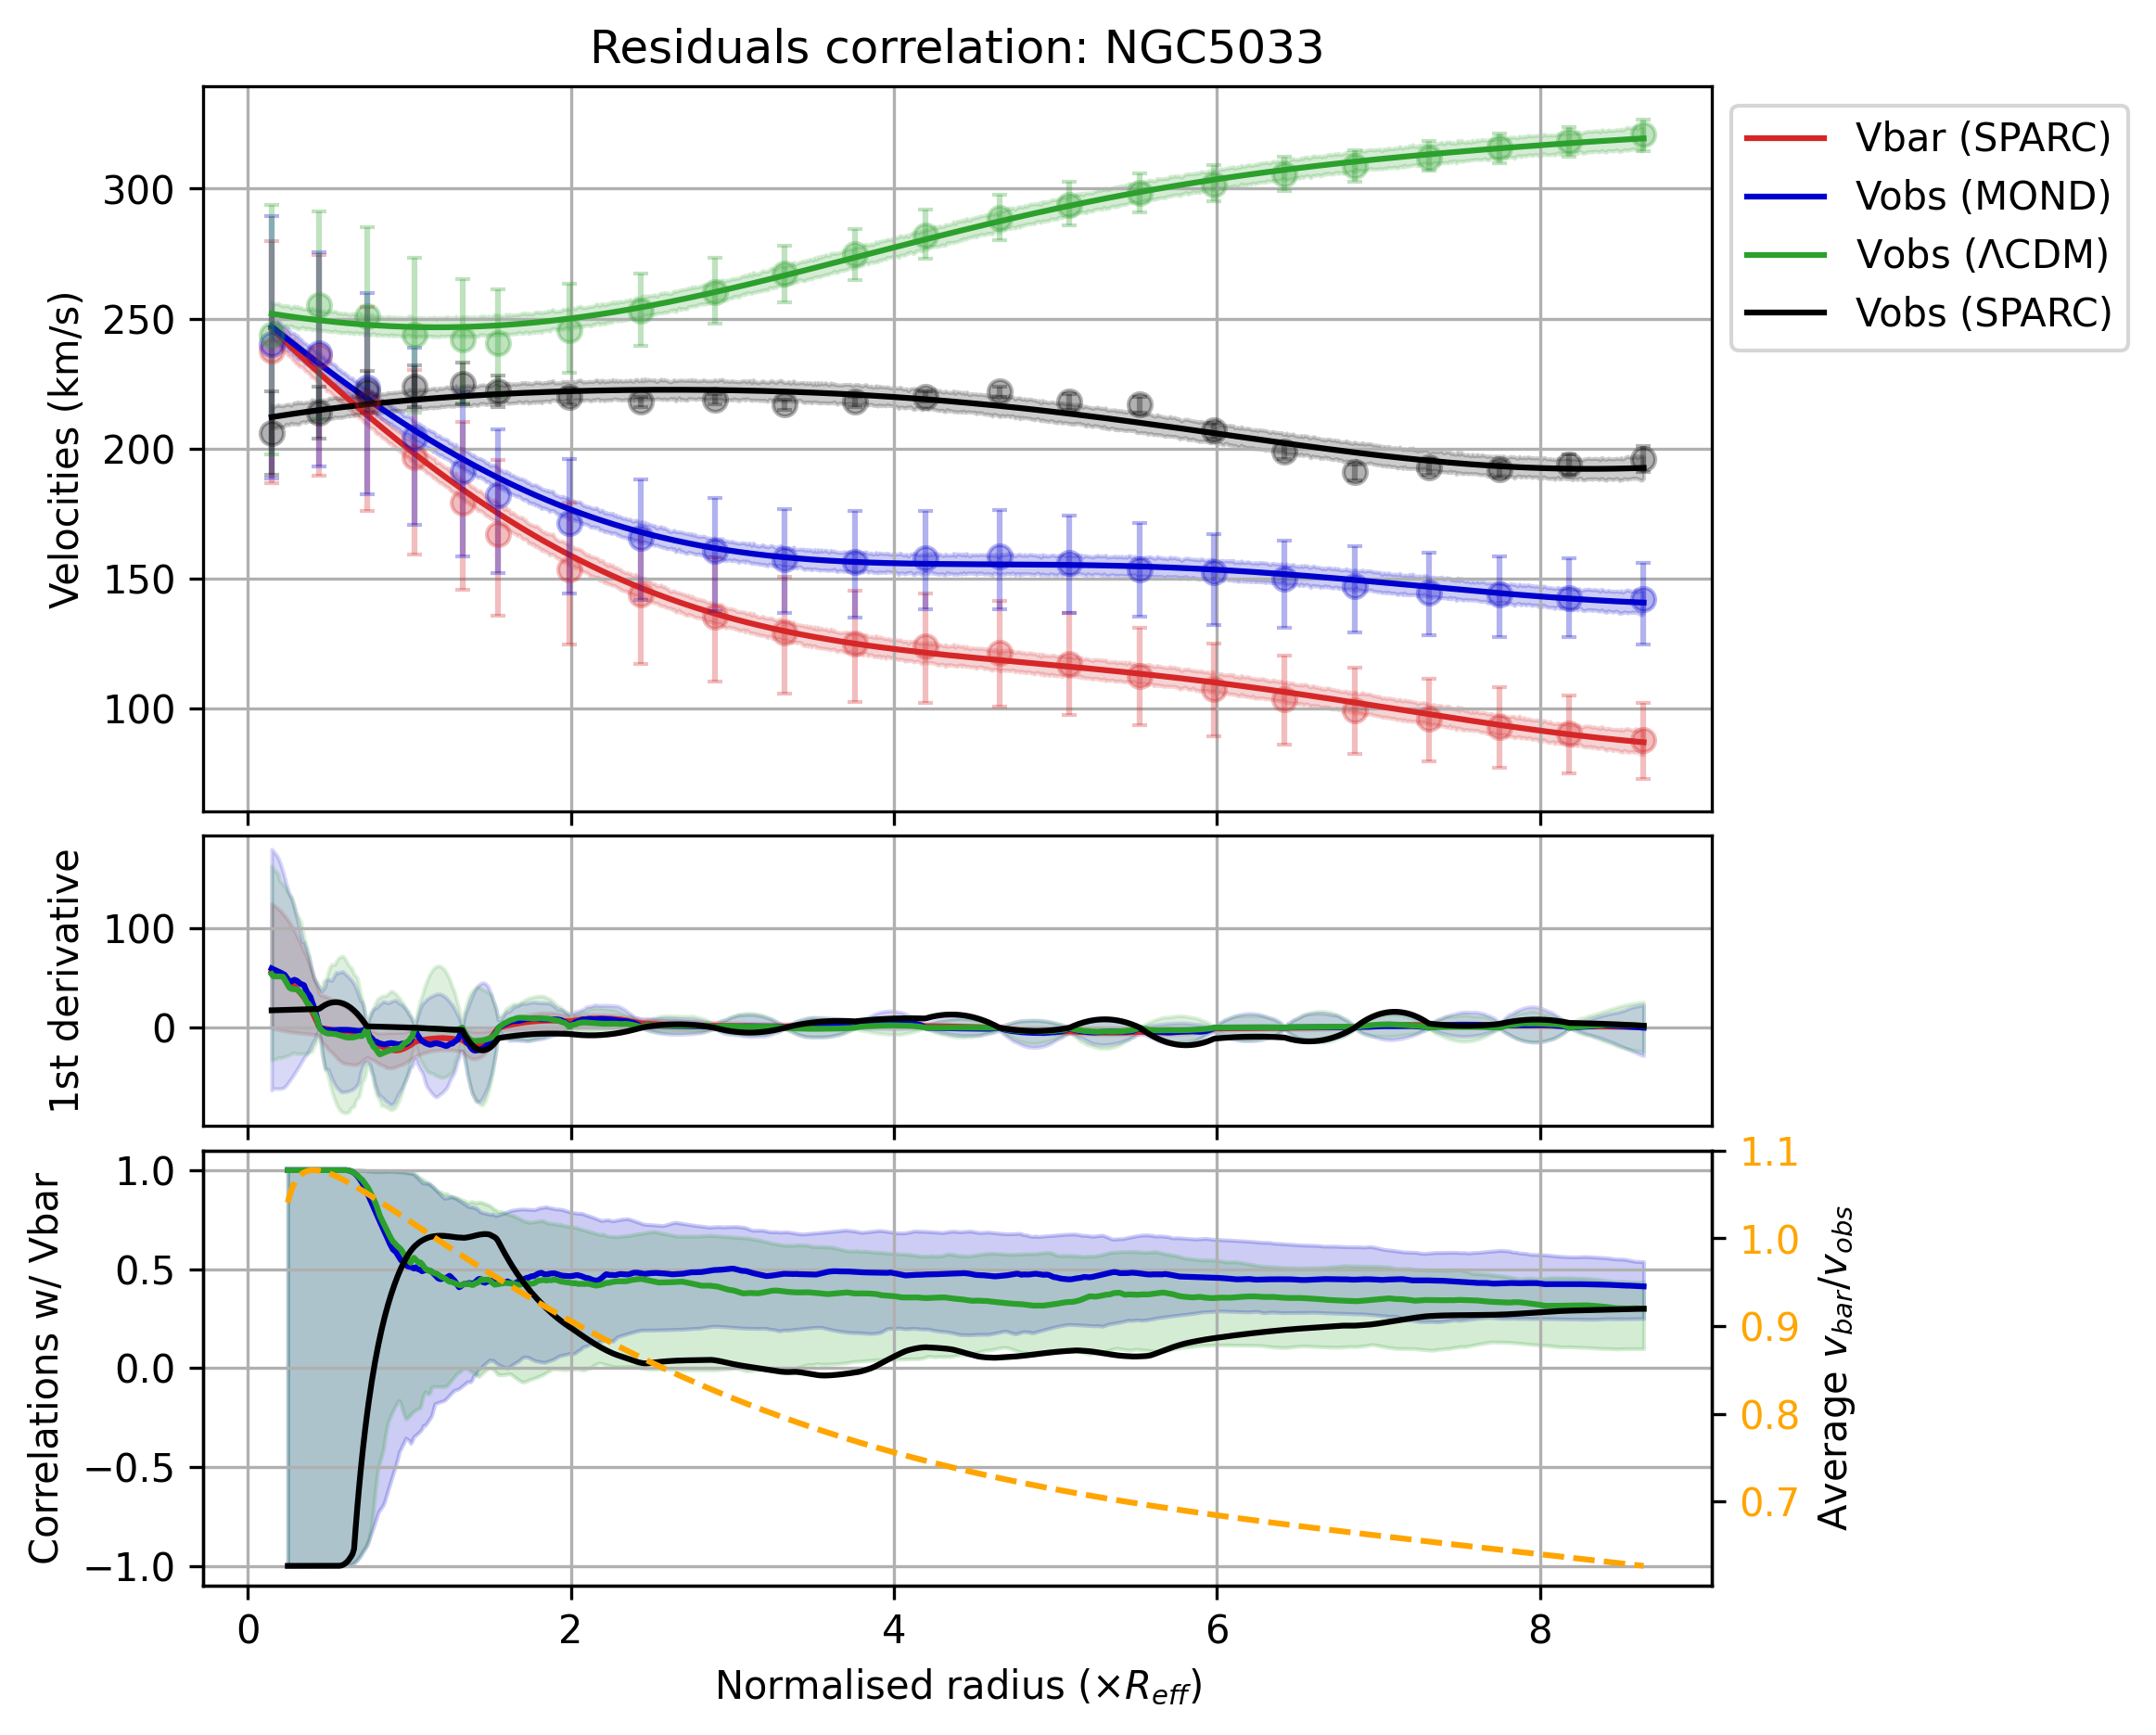 Residuals correlation: NGC5033
Velocities (km/s)
300
250
200
150
100
Vbar (SPARC)
Vobs (MOND)
Vobs (ΛCDM)
Vobs (SPARC)
1st derivative
100
0
Correlations w/ Vbar
1.0
0.5
0.0
−0.5
−1.0
1.1
1.0
0.9
0.8
0.7
Average v_bar/v_obs
0 2 4 6 8
Normalised radius (×R_eff)